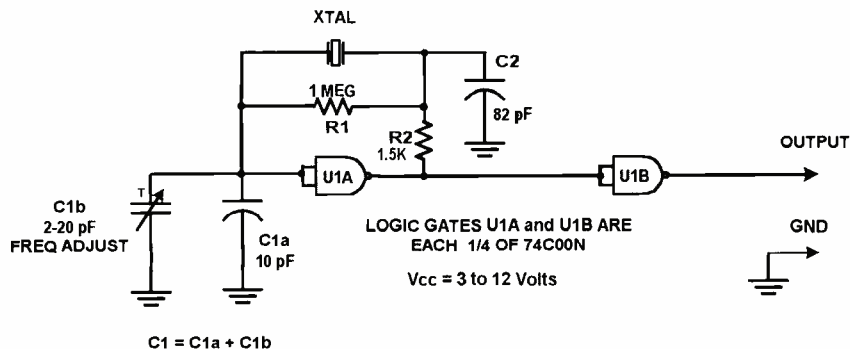 XTAL
C2
1 MEG
R1
82 pF
R2
1.5K
OUTPUT
U1A
U1B
T
C1b
2-20 pF
FREQ ADJUST
C1a
10 pF
LOGIC GATES U1A and U1B ARE
EACH 1/4 OF 74C00N
GND
Vcc = 3 to 12 Volts
C1 = C1a + C1b